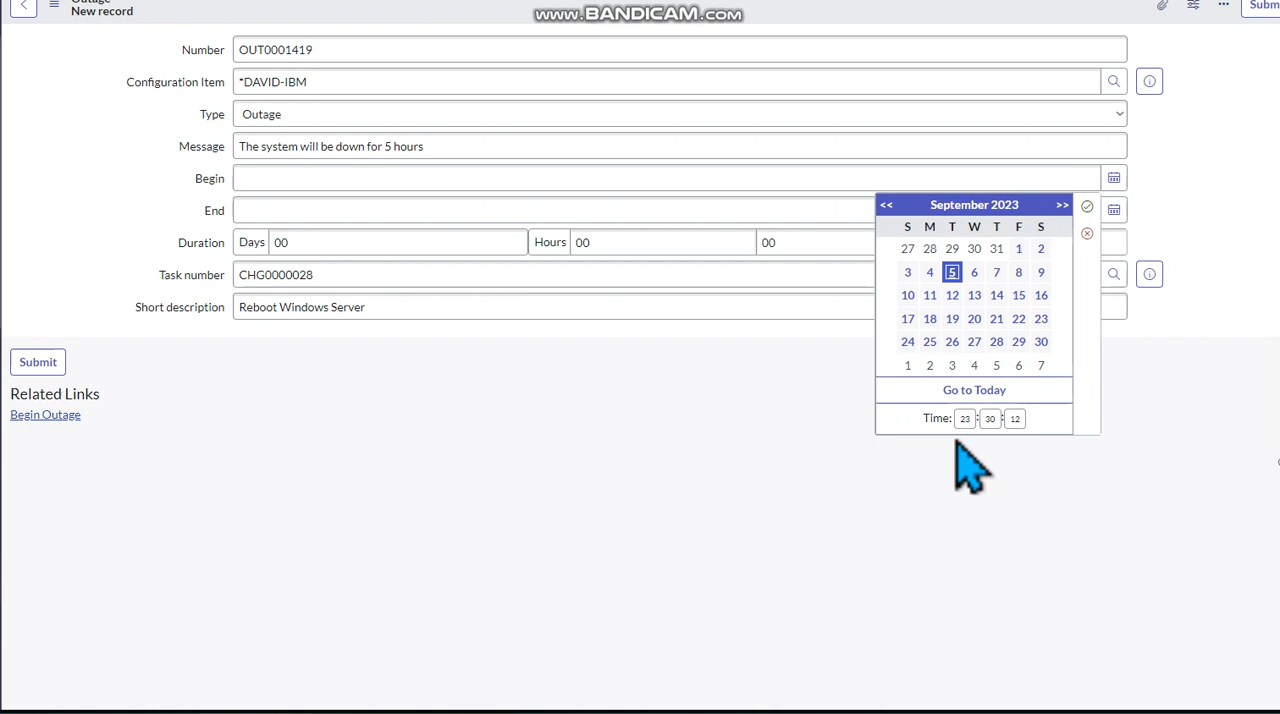 www.BANDICAM.com
Outage
New record
Subm
Number OUT0001419
Configuration Item *DAVID-IBM
Type Outage
Message The system will be down for 5 hours
Begin
End
Duration Days 00 Hours 00 00
Task number CHG0000028
Short description Reboot Windows Server
<< September 2023 >>
S M T W T F S
27 28 29 30 31 1 2
3 4 5 6 7 8 9
10 11 12 13 14 15 16
17 18 19 20 21 22 23
24 25 26 27 28 29 30
1 2 3 4 5 6 7
Go to Today
Time: 23 : 30 : 12
Submit
Related Links
Begin Outage